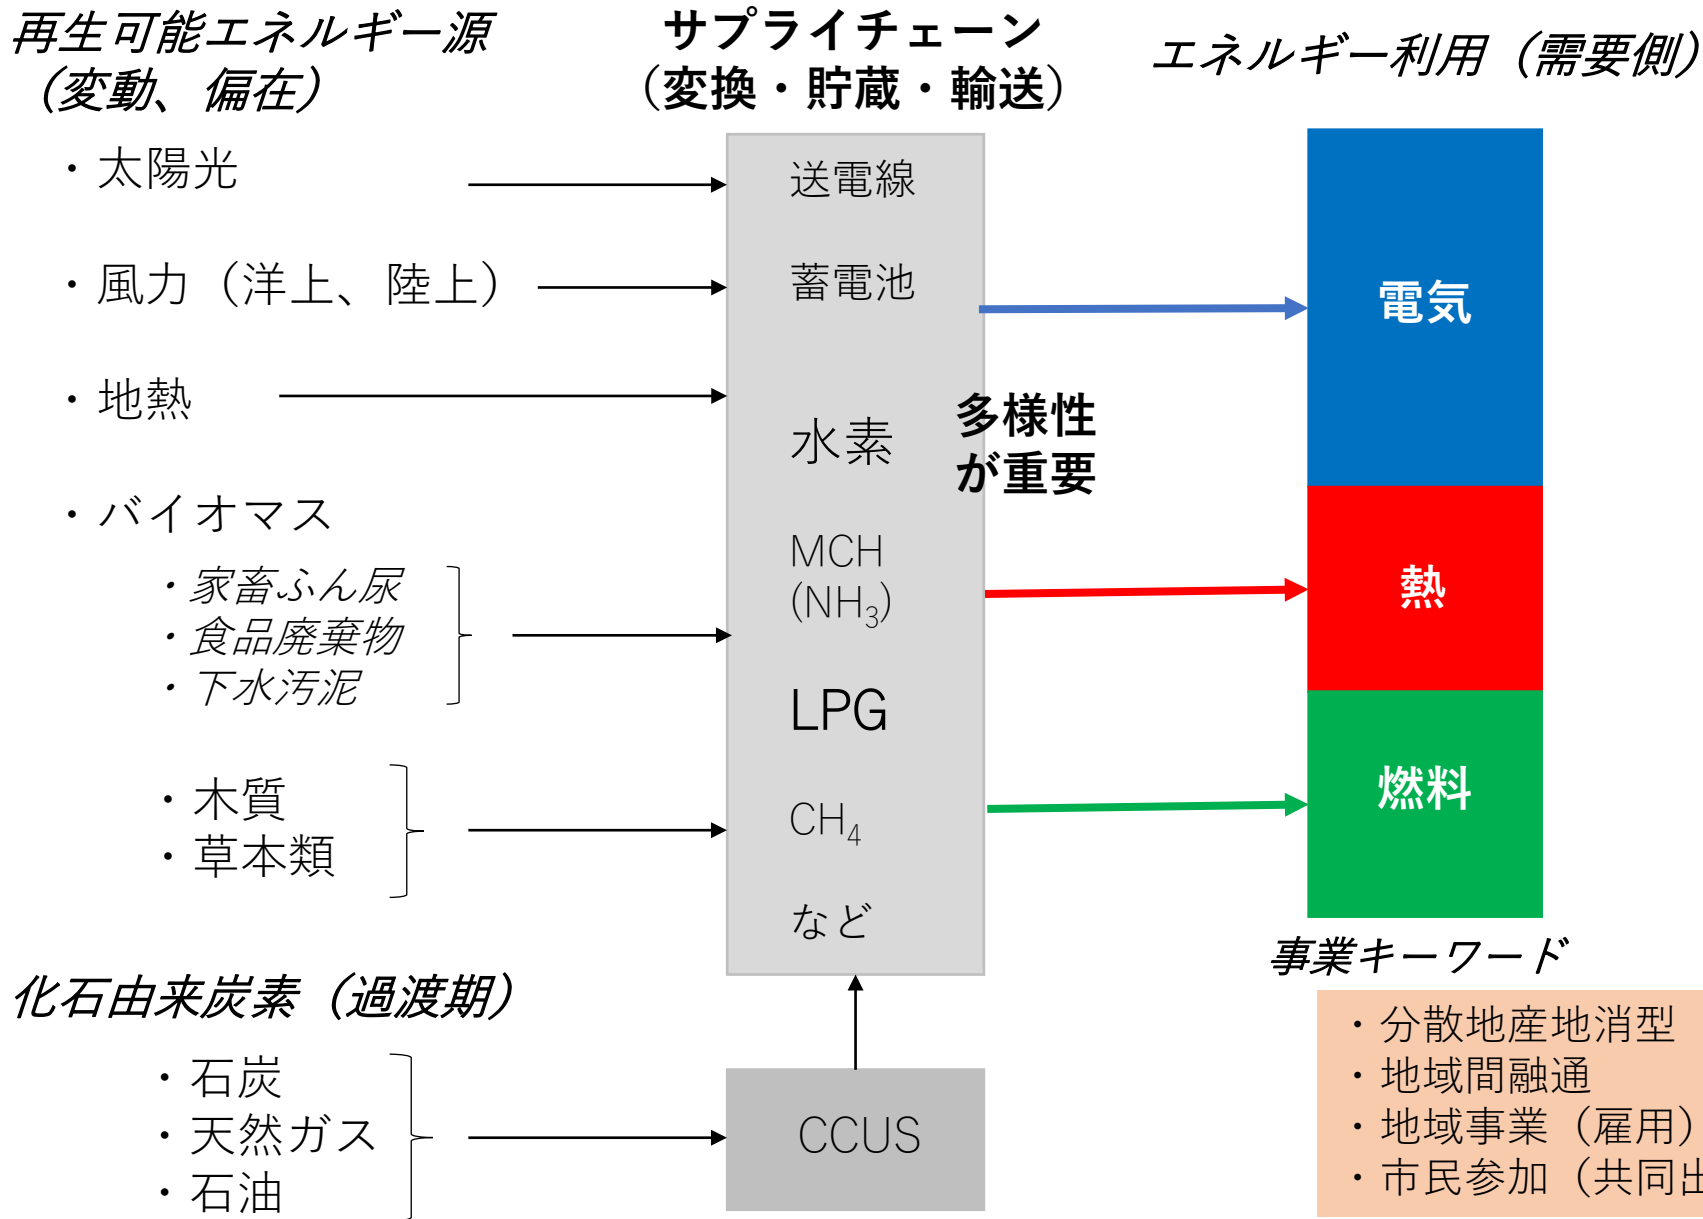 再生可能エネルギー源
（変動、偏在）
・太陽光
・風力（洋上、陸上）
・地熱
・バイオマス
・家畜ふん尿
・食品廃棄物
・下水汚泥
・木質
・草本類
化石由来炭素（過渡期）
・石炭
・天然ガス
・石油
サプライチェーン
（変換・貯蔵・輸送）
送電線
蓄電池
水素
MCH
(NH₃)
LPG
CH₄
など
CCUS
多様性
が重要
エネルギー利用（需要側）
電気
熱
燃料
事業キーワード
・分散地産地消型
・地域間融通
・地域事業（雇用）
・市民参加（共同出